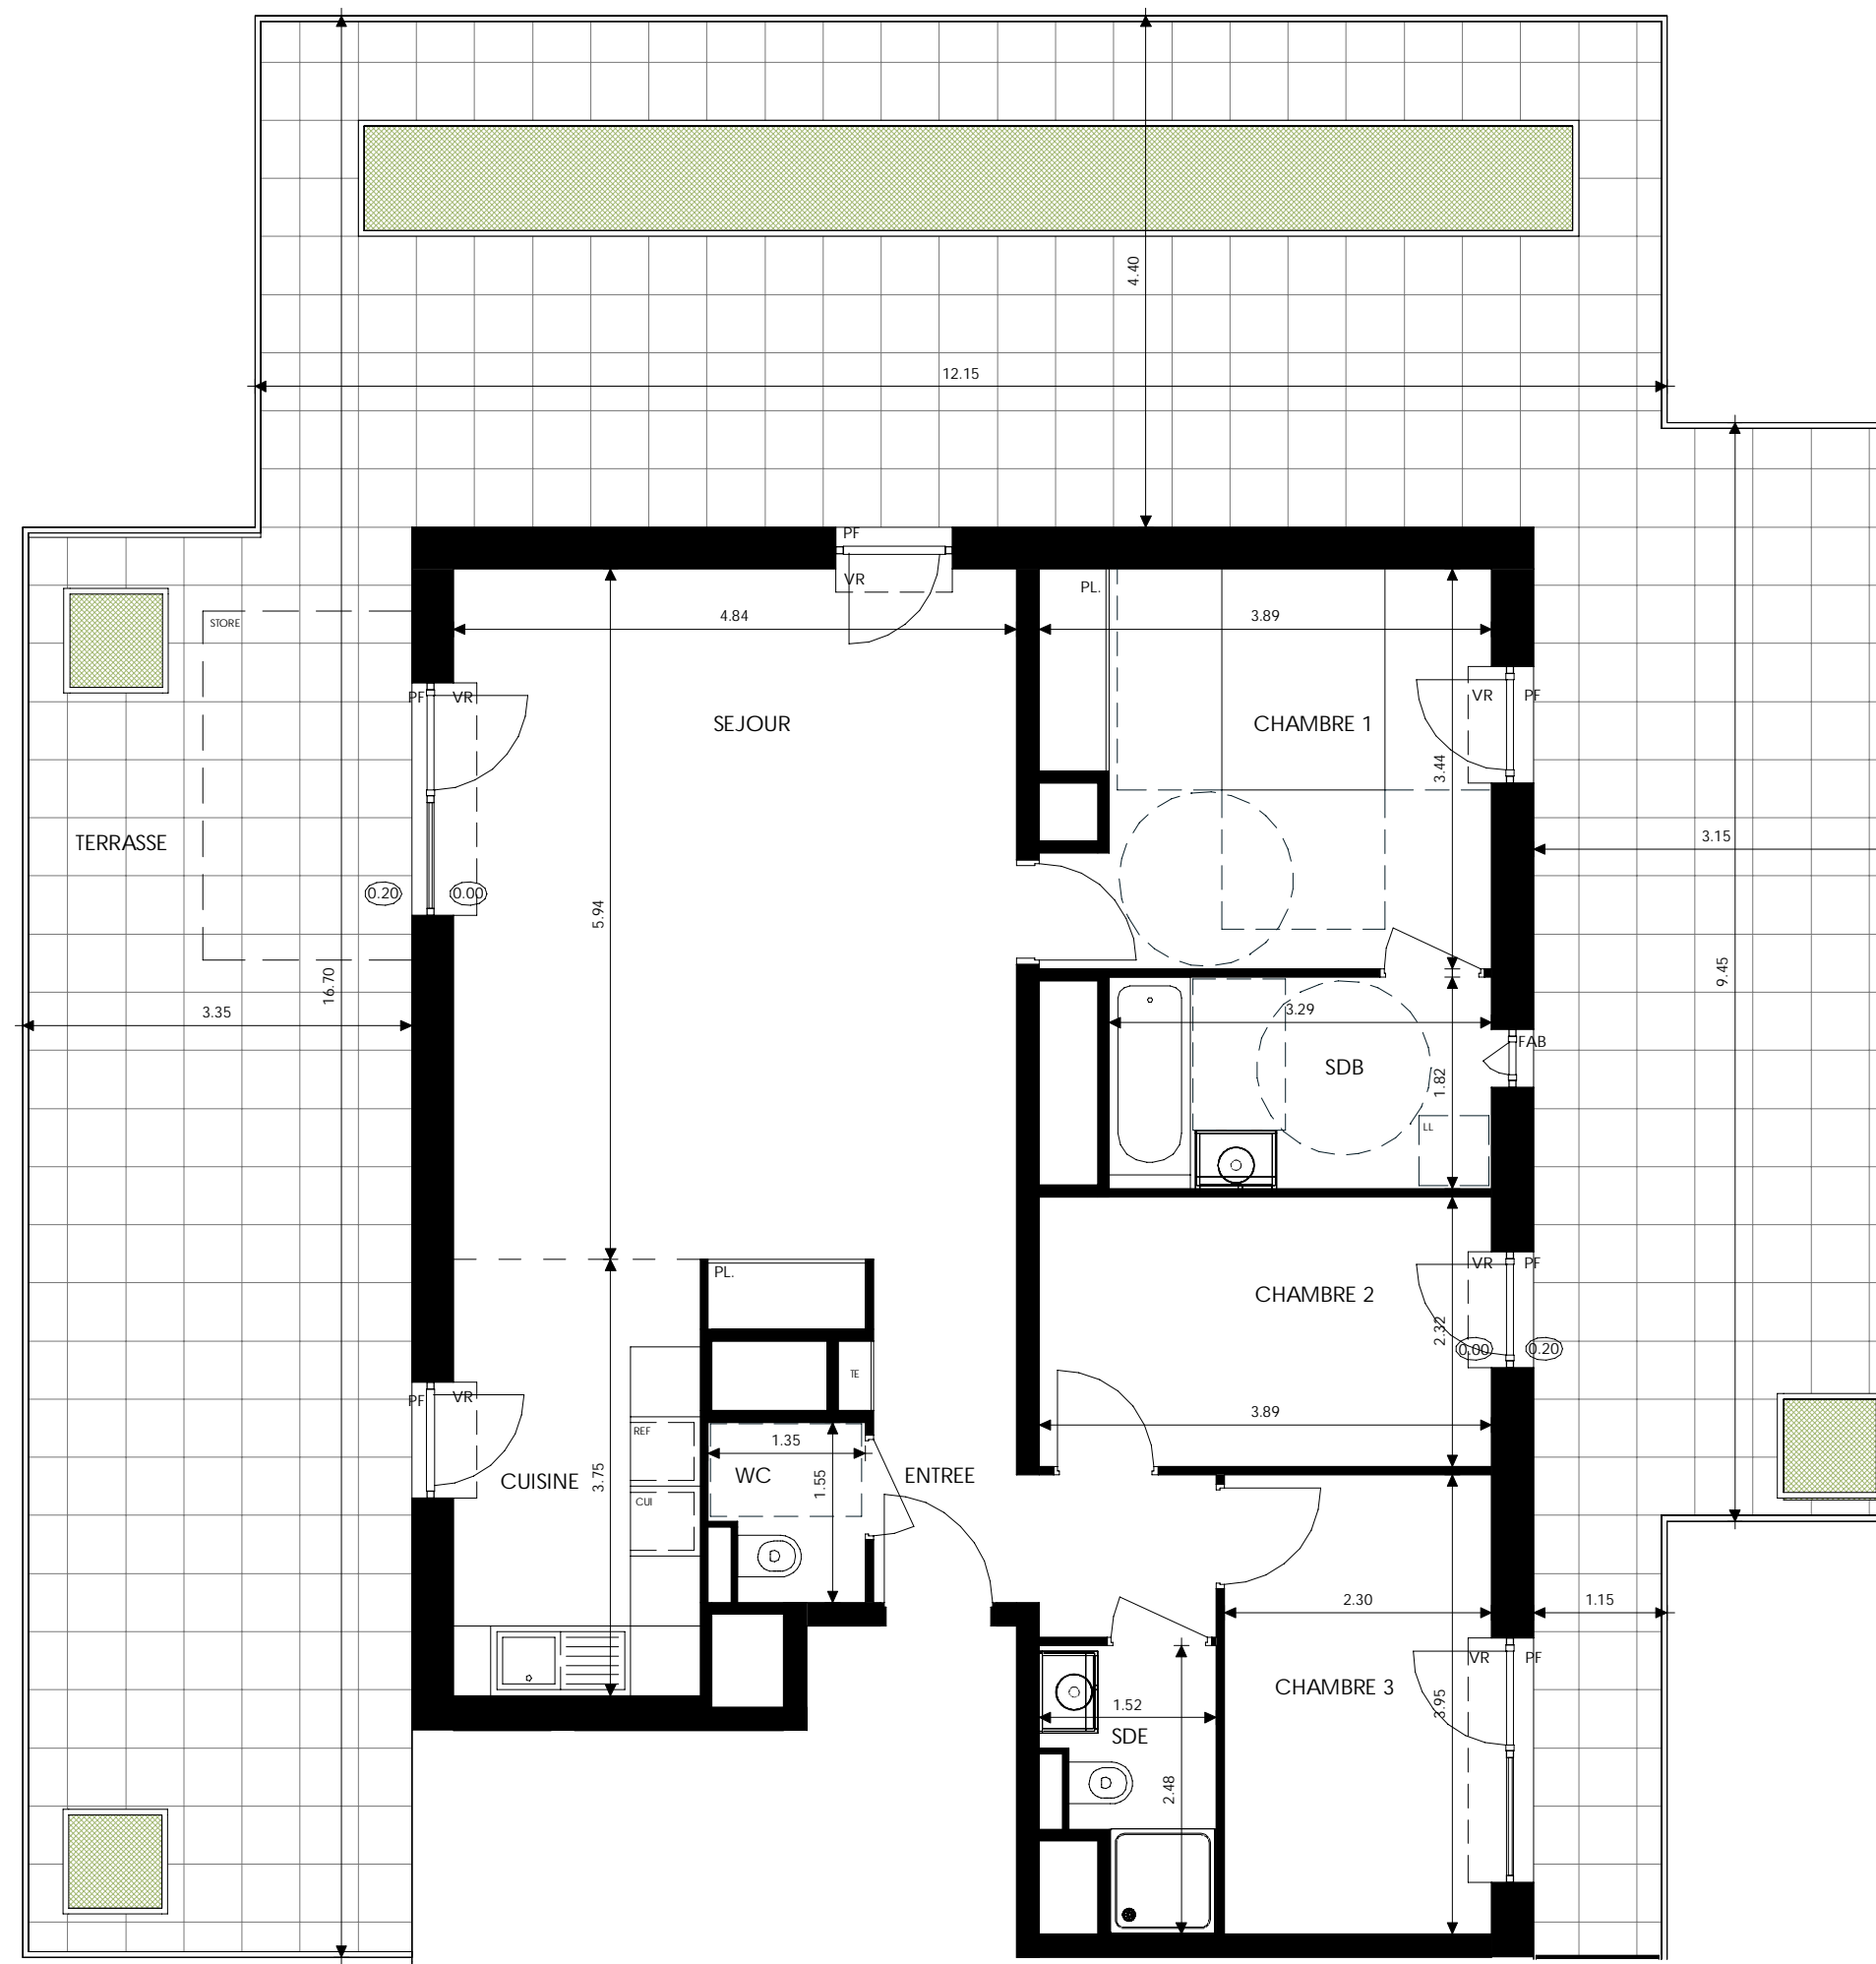 4.40
12.15
PF
VR
PL.
4.84
3.89
STORE
PF
VR
SEJOUR
CHAMBRE 1
VR
PF
3.44
TERRASSE
3.15
0.20
0.00
5.94
16.70
9.45
3.35
3.29
FAB
SDB
1.82
LL
PL.
VR
PF
CHAMBRE 2
2.32
0.00
0.20
TE
PF
VR
3.89
REF
1.35
WC
ENTREE
CUISINE
3.75
1.55
CUI
2.30
1.15
VR
PF
CHAMBRE 3
3.95
1.52
SDE
2.48